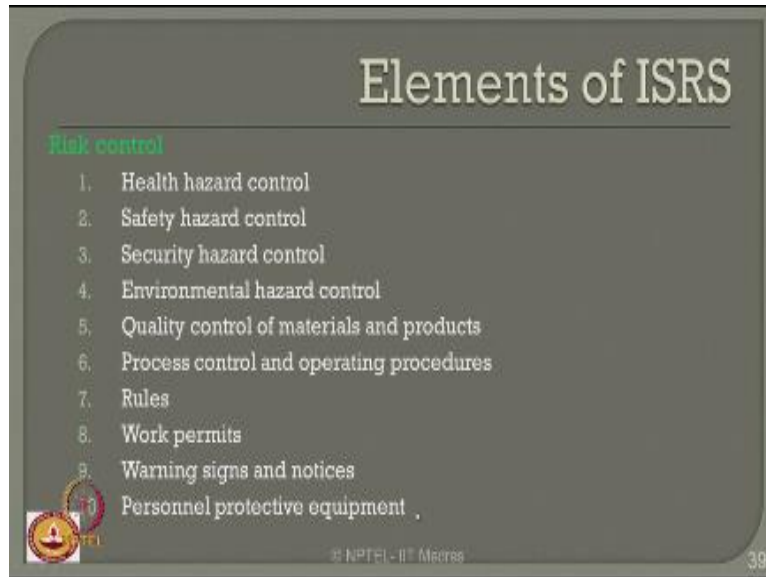 Elements of ISRS
Risk control
1. Health hazard control
2. Safety hazard control
3. Security hazard control
4. Environmental hazard control
5. Quality control of materials and products
6. Process control and operating procedures
7. Rules
8. Work permits
9. Warning signs and notices
10 Personnel protective equipment .
NPTEL
© NPTEL - IIT Madras
39